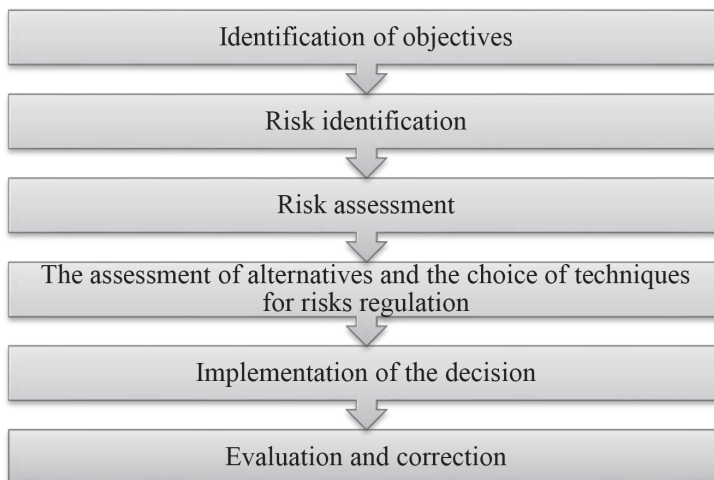 Identification of objectives
Risk identification
Risk assessment
The assessment of alternatives and the choice of techniques
for risks regulation
Implementation of the decision
Evaluation and correction